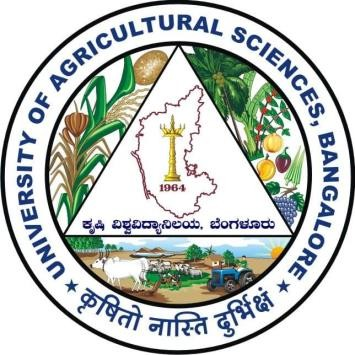 UNIVERSITY OF AGRICULTURAL SCIENCES, BANGALORE
1964
ಕೃಷಿ ವಿಶ್ವವಿದ್ಯಾನಿಲಯ, ಬೆಂಗಳೂರು
★ कृषितो नास्ति दुर्भिक्षं ★